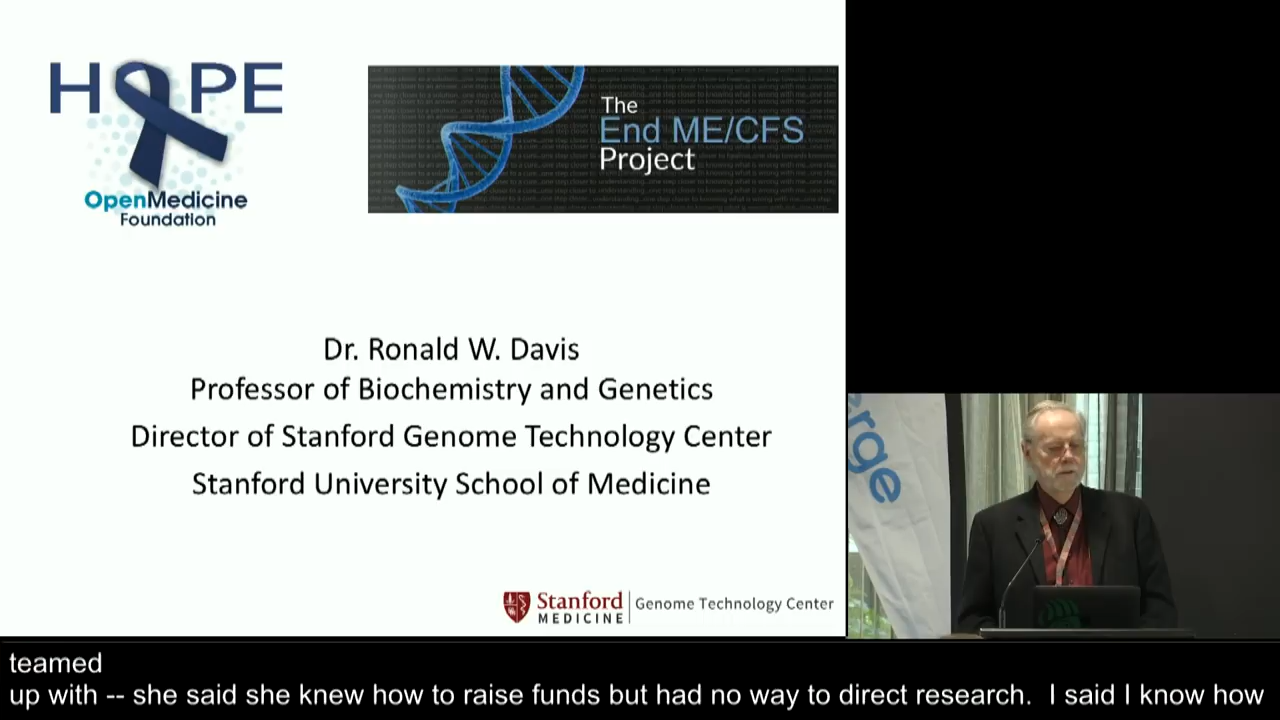 HOPE
OpenMedicine
Foundation
The
End ME/CFS
Project
Dr. Ronald W. Davis
Professor of Biochemistry and Genetics
Director of Stanford Genome Technology Center
Stanford University School of Medicine
Stanford
MEDICINE
Genome Technology Center
erge
teamed
up with -- she said she knew how to raise funds but had no way to direct research.  I said I know how